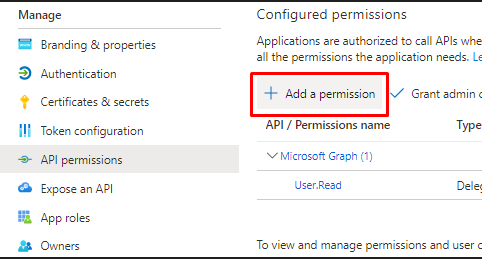 Manage
Branding & properties
Authentication
Certificates & secrets
Token configuration
API permissions
Expose an API
App roles
Owners
Configured permissions
Applications are authorized to call APIs whe
all the permissions the application needs. Le
Add a permission
Grant admin c
API / Permissions name
Type
Microsoft Graph (1)
User.Read
Deleg
To view and manage permissions and user c